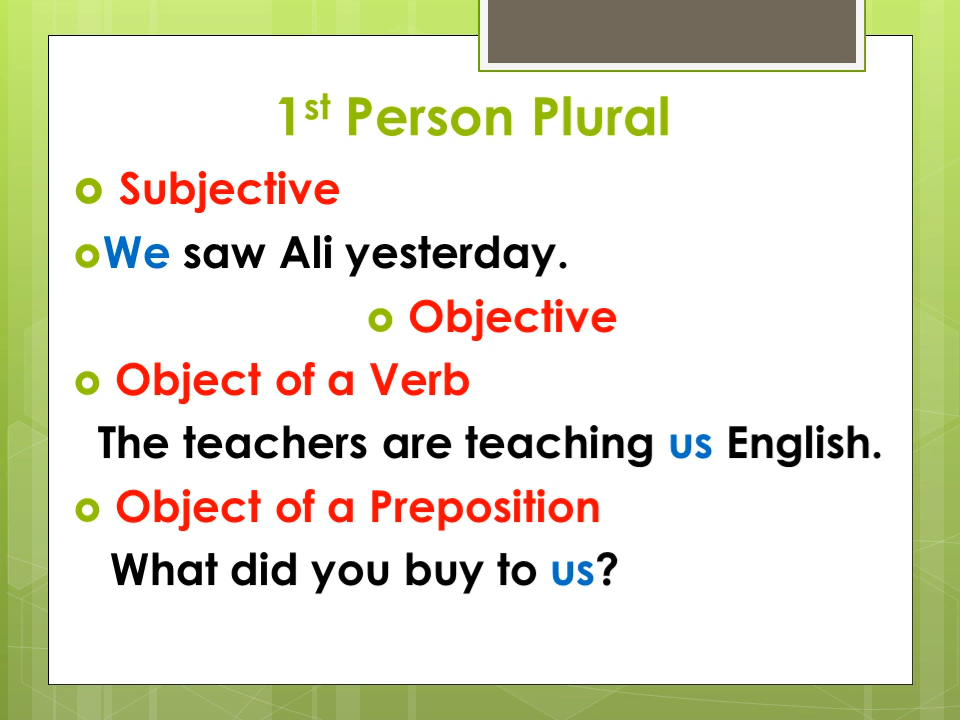 1st Person Plural
Subjective
We saw Ali yesterday.
Objective
Object of a Verb
The teachers are teaching us English.
Object of a Preposition
What did you buy to us?